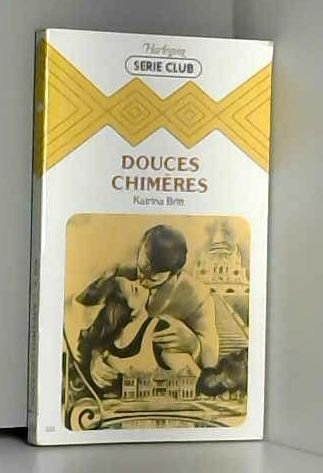 Harlequin
SERIE CLUB
DOUCES
CHIMÈRES
Katrina Britt